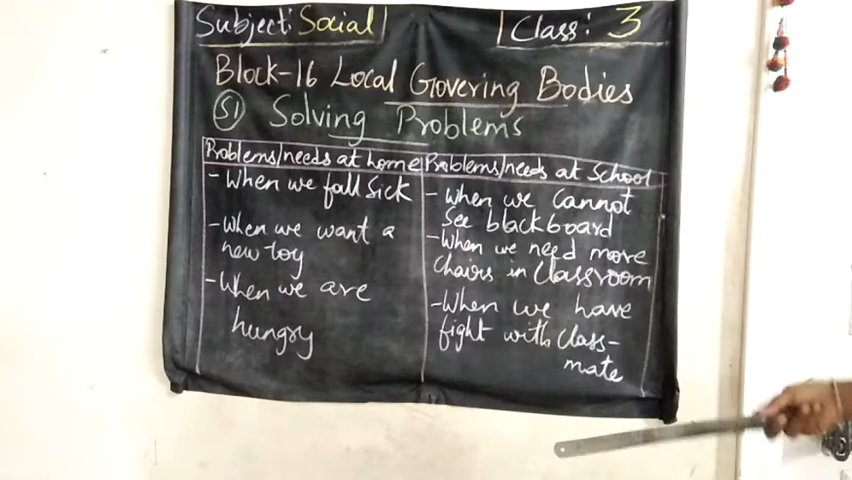 Subject: Social
Class: 3
Block-16 Local Govering Bodies
S1 Solving Problems
Problems/needs at home
- When we fall Sick
- When we want a
new toy
- When we are
hungry
Problems/needs at School
- When we cannot
See blackboard
- When we need more
Chairs in Classroom
- When we have
fight with Class-
mate